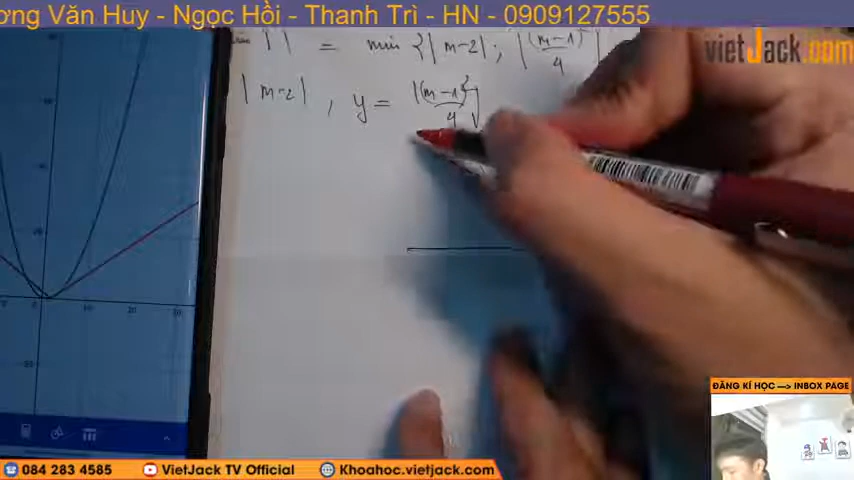 ơng Văn Huy - Ngọc Hồi - Thanh Trì - HN - 0909127555
vietJack.com
= min { |m-2| ; |(m-1)²/4|
|m-2| , y = |(m-1)²/4|
ĐĂNG KÍ HỌC --> INBOX PAGE
084 283 4585 VietJack TV Official Khoahoc.vietjack.com